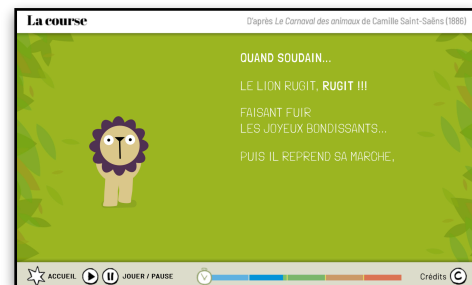 La course
D'après Le Carnaval des animaux de Camille Saint-Saëns (1886)
QUAND SOUDAIN...
LE LION RUGIT, RUGIT !!!
FAISANT FUIR
LES JOYEUX BONDISSANTS...
PUIS IL REPREND SA MARCHE,
ACCUEIL JOUER / PAUSE Crédits C